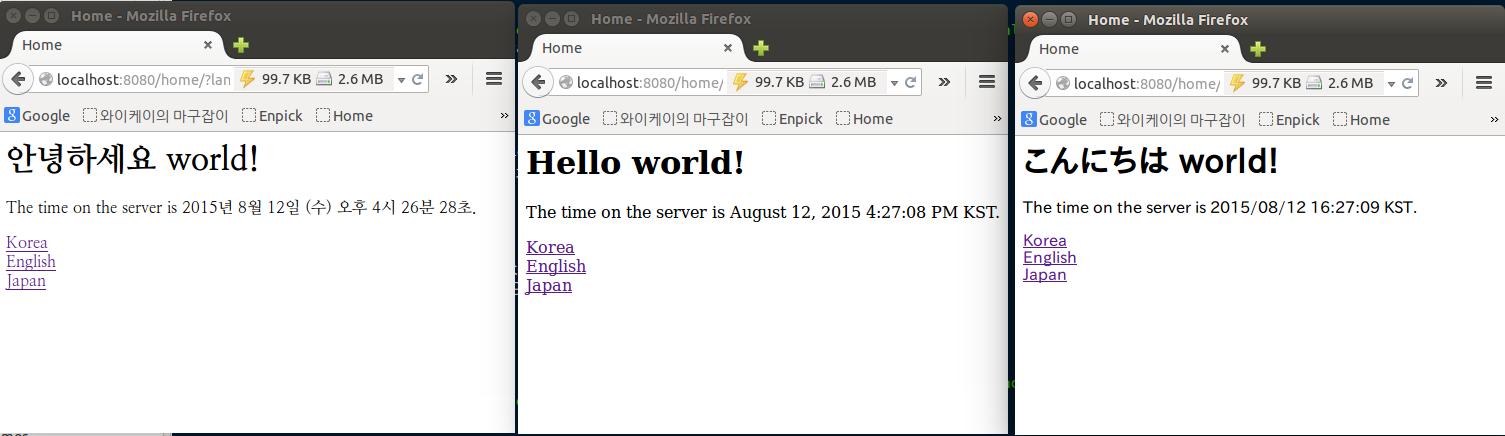 Home - Mozilla Firefox
Home
localhost:8080/home/?lan 99.7 KB 2.6 MB »
Google 와이케이의 마구잡이 Enpick Home »
안녕하세요 world!
The time on the server is 2015년 8월 12일 (수) 오후 4시 26분 28초.
Korea
English
Japan
Home - Mozilla Firefox
Home
localhost:8080/home/ 99.7 KB 2.6 MB »
Google 와이케이의 마구잡이 Enpick Home »
Hello world!
The time on the server is August 12, 2015 4:27:08 PM KST.
Korea
English
Japan
Home - Mozilla Firefox
Home
localhost:8080/home/ 99.7 KB 2.6 MB »
Google 와이케이의 마구잡이 Enpick Home »
こんにちは world!
The time on the server is 2015/08/12 16:27:09 KST.
Korea
English
Japan